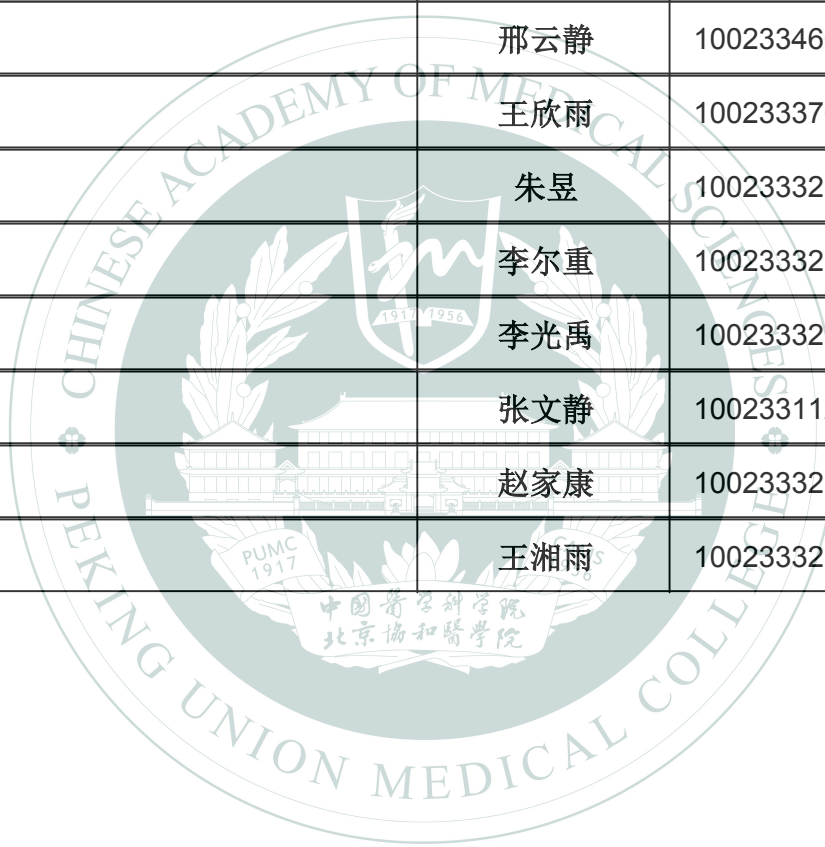 邢云静 10023346
王欣雨 10023337
朱昱 10023332
李尔重 10023332
李光禹 10023332
张文静 10023311
赵家康 10023332
王湘雨 10023332
CHINESE ACADEMY OF MEDICAL SCIENCES
1917 1956
PUMC
1917
CAMS
1956
中国医学科学院
北京协和醫学院
PEKING UNION MEDICAL COLLEGE